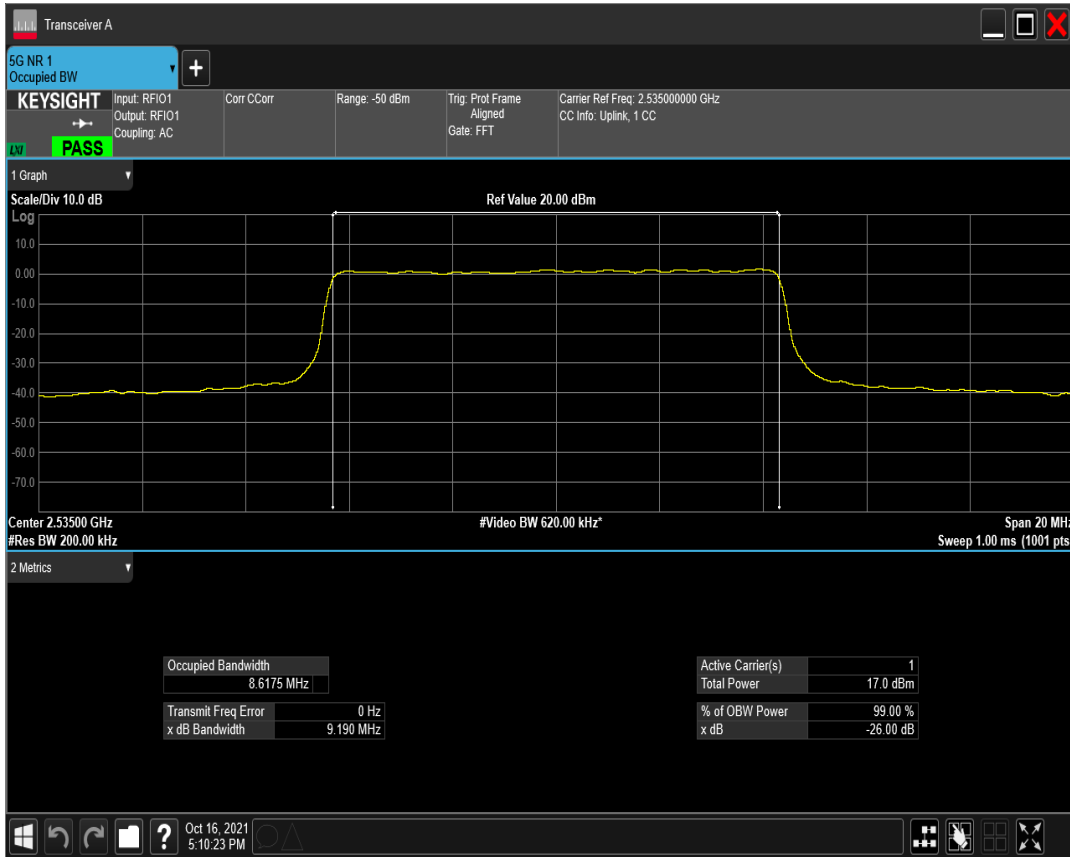 Transceiver A
5G NR 1
Occupied BW
KEYSIGHT
LXI
PASS
Input: RFIO1
Output: RFIO1
Coupling: AC
Corr CCorr
Range: -50 dBm
Trig: Prot Frame
Aligned
Gate: FFT
Carrier Ref Freq: 2.535000000 GHz
CC Info: Uplink, 1 CC
1 Graph
Scale/Div 10.0 dB
Ref Value 20.00 dBm
Log
10.0
0.00
-10.0
-20.0
-30.0
-40.0
-50.0
-60.0
-70.0
Center 2.53500 GHz
#Video BW 620.00 kHz*
Span 20 MHz
#Res BW 200.00 kHz
Sweep 1.00 ms (1001 pts
2 Metrics
Occupied Bandwidth
8.6175 MHz
Transmit Freq Error 0 Hz
x dB Bandwidth 9.190 MHz
Active Carrier(s) 1
Total Power 17.0 dBm
% of OBW Power 99.00 %
x dB -26.00 dB
?
Oct 16, 2021
5:10:23 PM